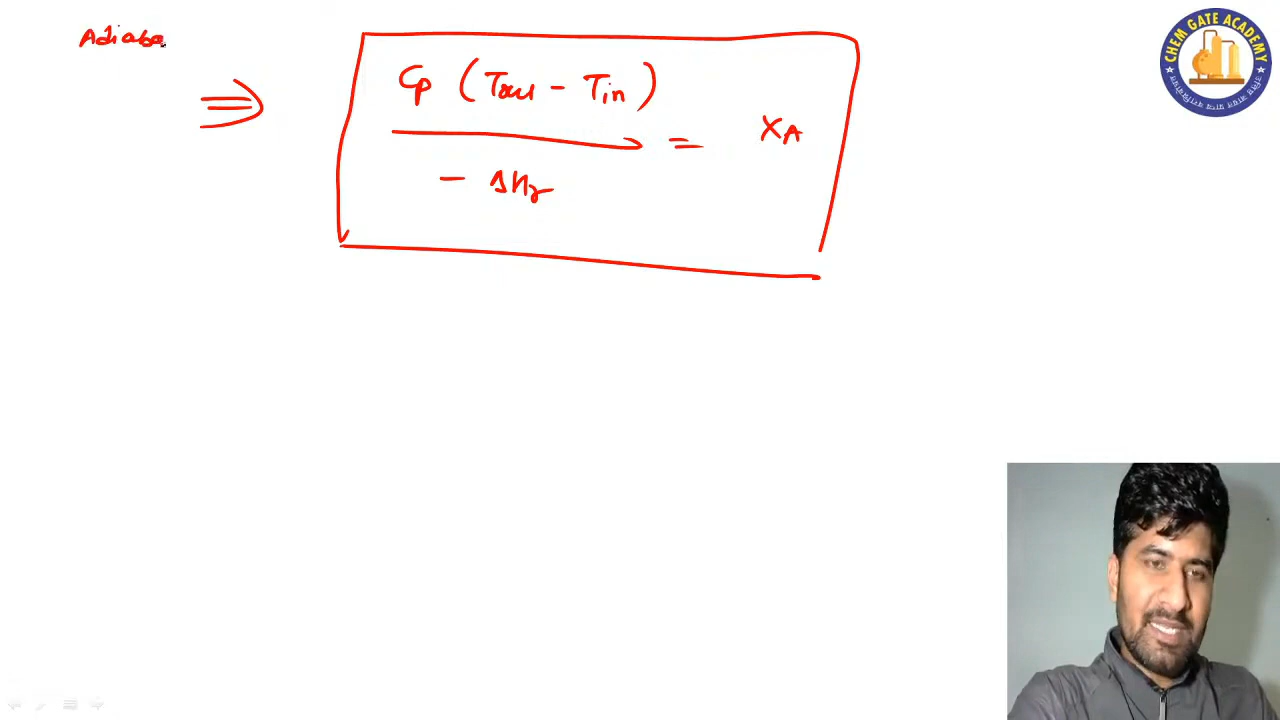 Adiaba
⇒ Cp (Tout - Tin) / - ΔHr = XA
CHEM GATE ACADEMY